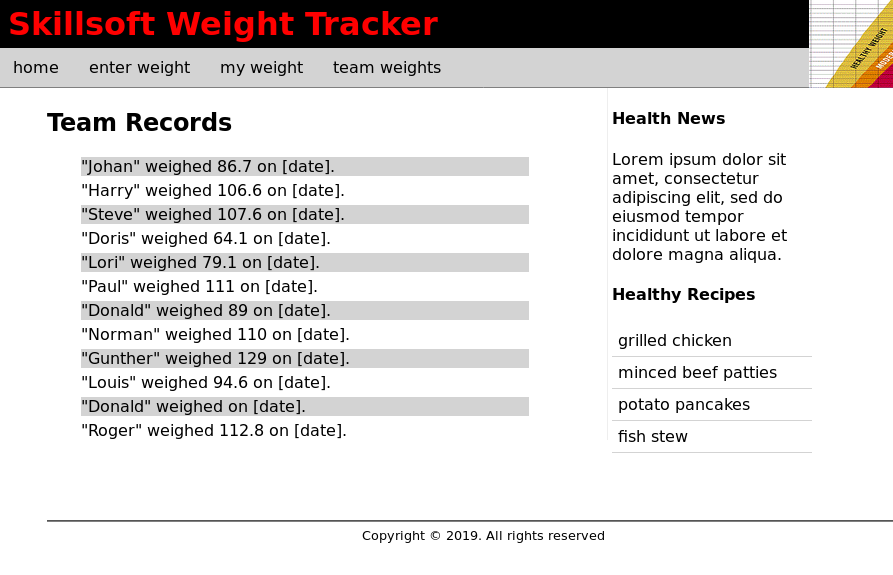 Skillsoft Weight Tracker
home enter weight my weight team weights
HEALTHY WEIGHT
Team Records
"Johan" weighed 86.7 on [date].
"Harry" weighed 106.6 on [date].
"Steve" weighed 107.6 on [date].
"Doris" weighed 64.1 on [date].
"Lori" weighed 79.1 on [date].
"Paul" weighed 111 on [date].
"Donald" weighed 89 on [date].
"Norman" weighed 110 on [date].
"Gunther" weighed 129 on [date].
"Louis" weighed 94.6 on [date].
"Donald" weighed on [date].
"Roger" weighed 112.8 on [date].
Health News
Lorem ipsum dolor sit
amet, consectetur
adipiscing elit, sed do
eiusmod tempor
incididunt ut labore et
dolore magna aliqua.
Healthy Recipes
grilled chicken
minced beef patties
potato pancakes
fish stew
Copyright © 2019. All rights reserved